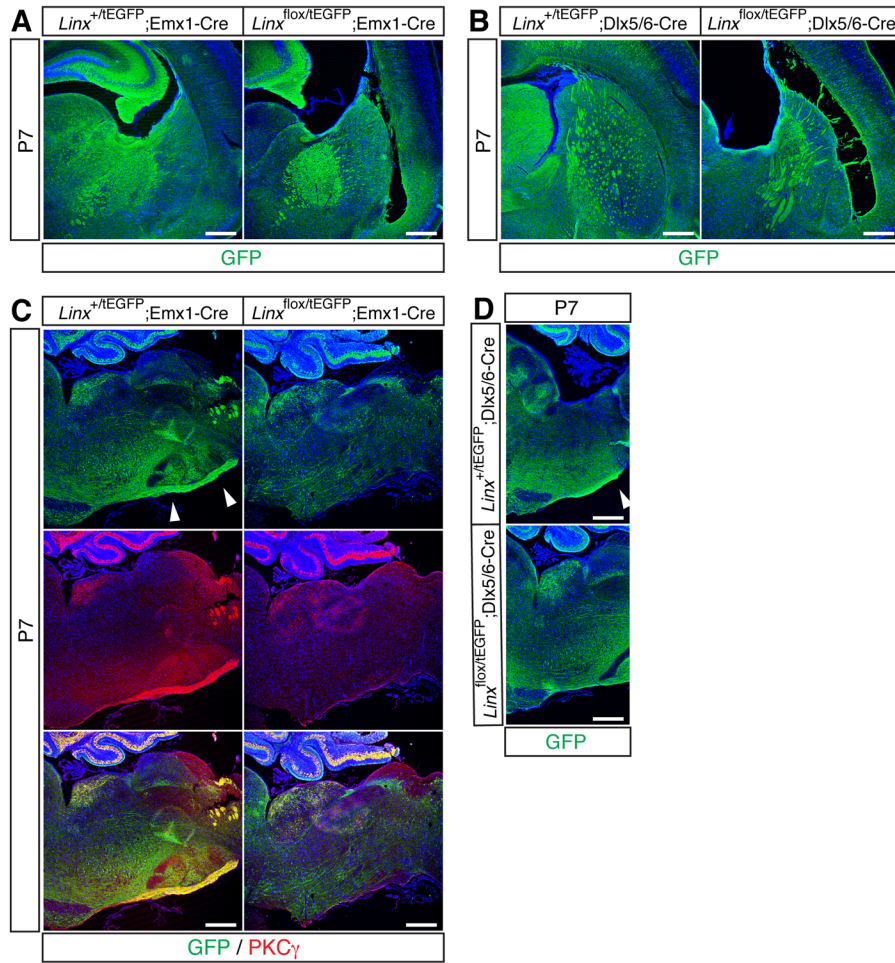 A
Linx+/tEGFP;Emx1-Cre
Linxflox/tEGFP;Emx1-Cre
P7
GFP
B
Linx+/tEGFP;Dlx5/6-Cre
Linxflox/tEGFP;Dlx5/6-Cre
P7
GFP
C
Linx+/tEGFP;Emx1-Cre
Linxflox/tEGFP;Emx1-Cre
P7
GFP / PKCγ
D
P7
Linx+/tEGFP;Dlx5/6-Cre
Linxflox/tEGFP;Dlx5/6-Cre
GFP